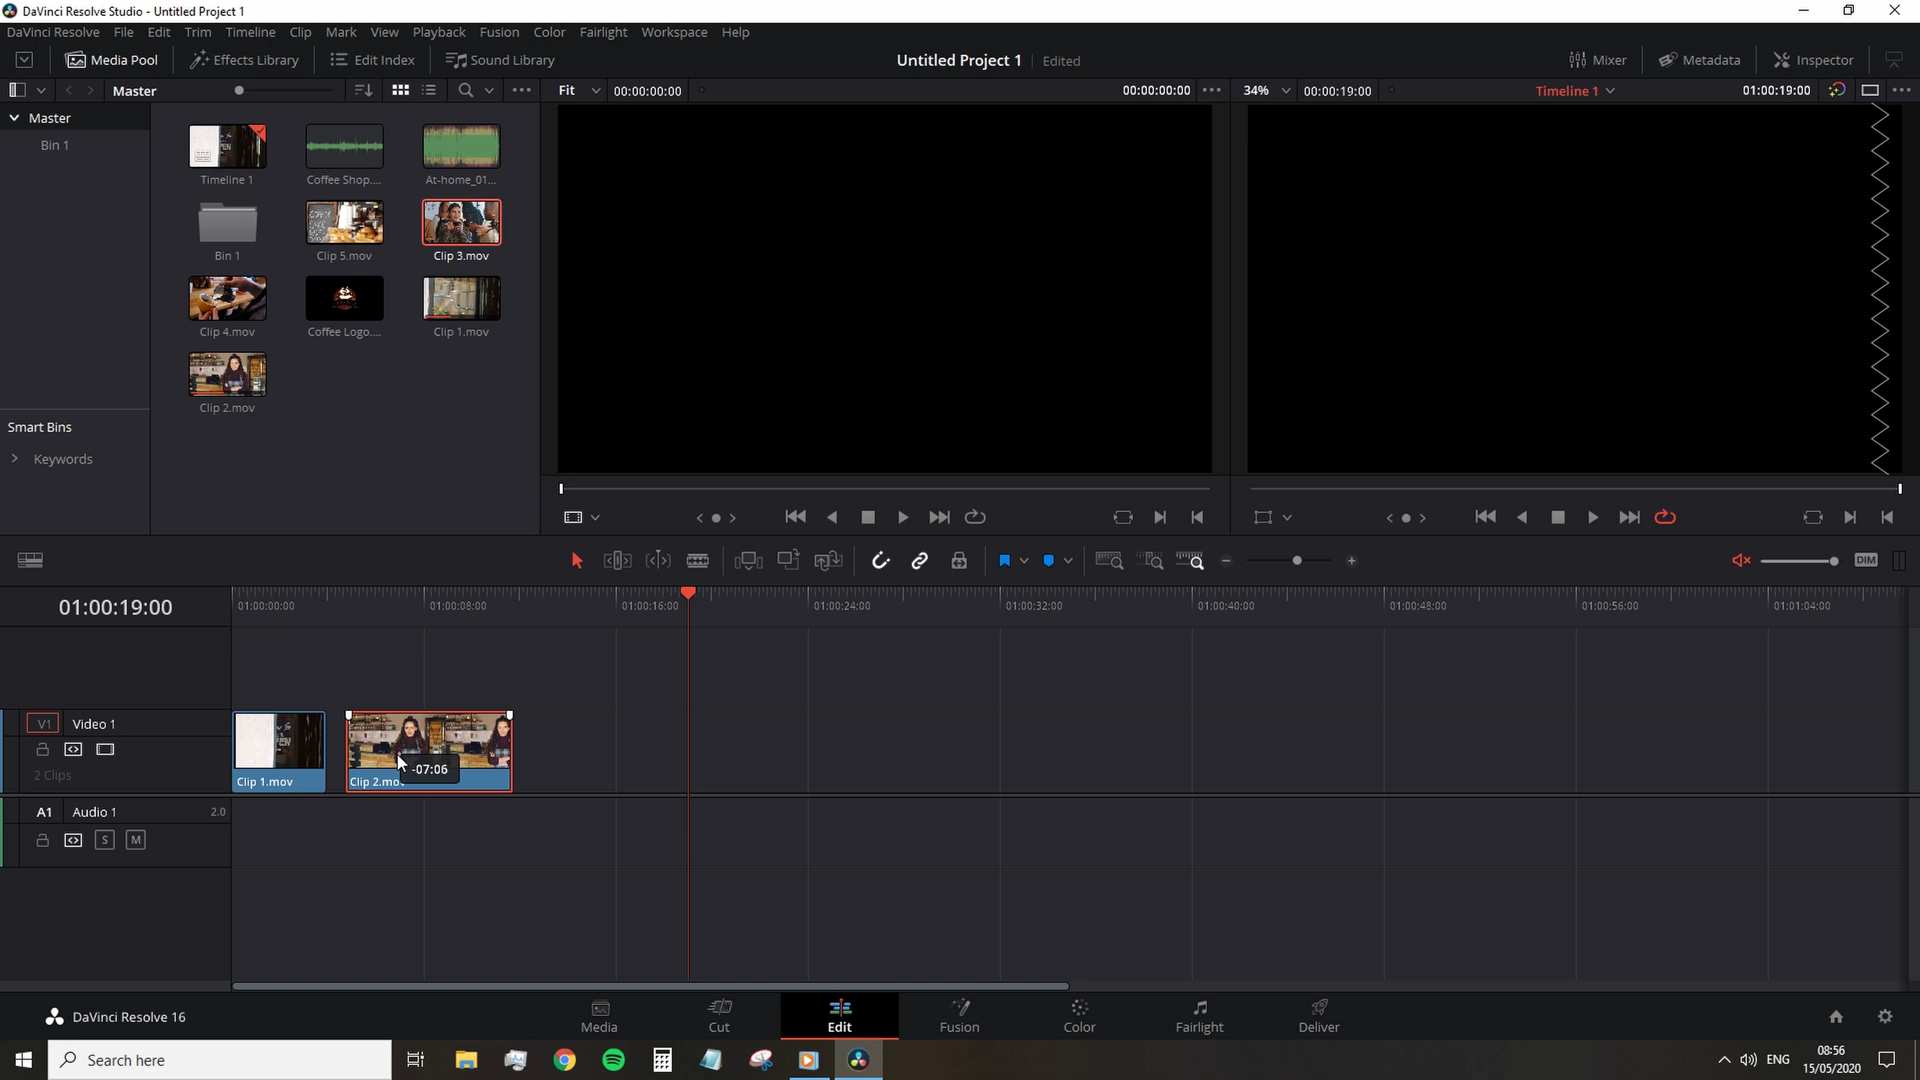 DaVinci Resolve Studio - Untitled Project 1
DaVinci Resolve File Edit Trim Timeline Clip Mark View Playback Fusion Color Fairlight Workspace Help
Media Pool Effects Library Edit Index Sound Library Untitled Project 1 Edited Mixer Metadata Inspector
Master Fit 00:00:00:00 00:00:00:00 34% 00:00:19:00 Timeline 1 01:00:19:00
Master
Bin 1
Timeline 1 Coffee Shop.... At-home_01...
Bin 1 Clip 5.mov Clip 3.mov
Clip 4.mov Coffee Logo.... Clip 1.mov
Clip 2.mov
Smart Bins
Keywords
DIM
01:00:19:00 01:00:00:00 01:00:08:00 01:00:16:00 01:00:24:00 01:00:32:00 01:00:40:00 01:00:48:00 01:00:56:00 01:01:04:00
V1 Video 1
2 Clips
-07:06
Clip 1.mov Clip 2.mov
A1 Audio 1 2.0
S M
DaVinci Resolve 16 Media Cut Edit Fusion Color Fairlight Deliver
Search here ENG 08:56
15/05/2020